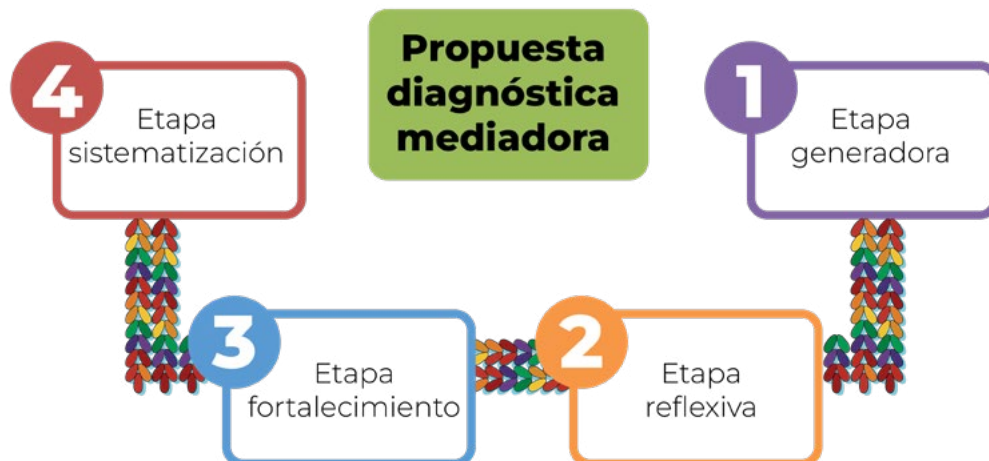 Propuesta
diagnóstica
mediadora
1
Etapa
generadora
2
Etapa
reflexiva
3
Etapa
fortalecimiento
4
Etapa
sistematización